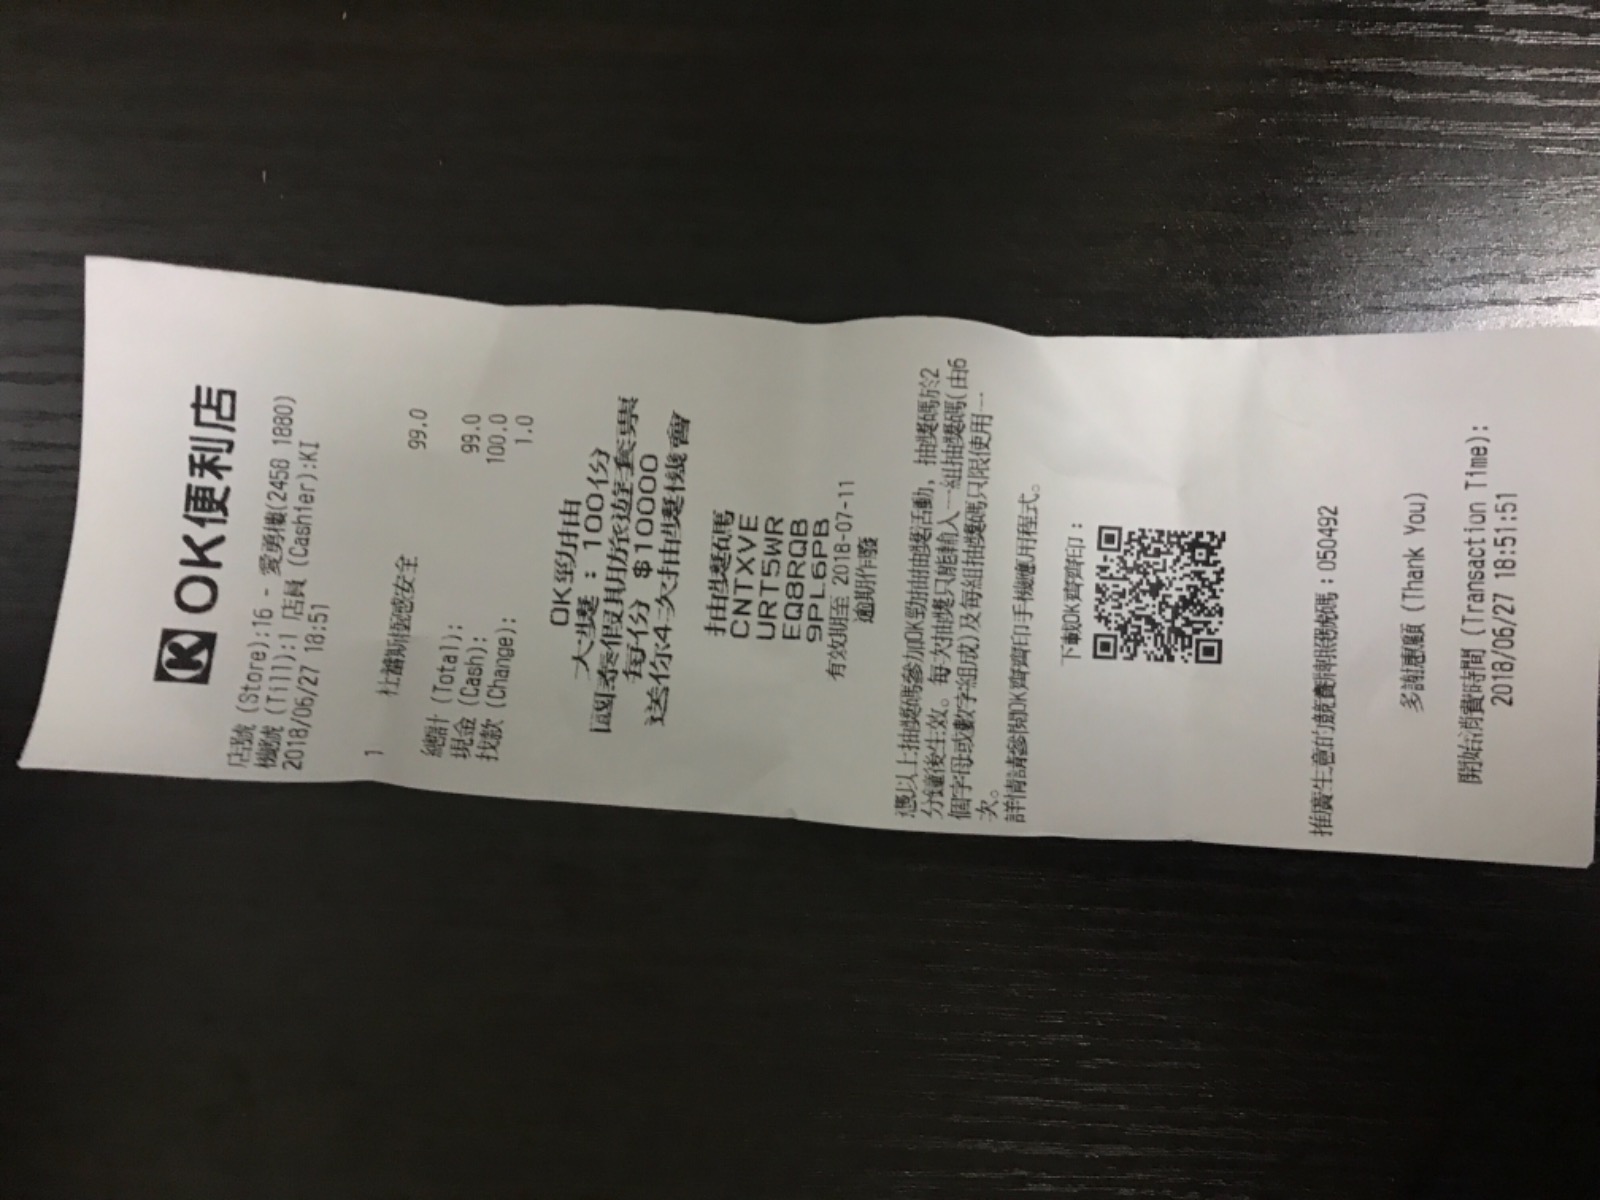 K OK便利店
店號 (Store):16 - 愛勇樓(2456 1880)
機號 (Till):1 店員 (Cashier):KI
2018/06/27 18:51
1 杜蕾斯極感安全 99.0
總計 (Total): 99.0
現金 (Cash): 100.0
找款 (Change): 1.0
OK勁抽
大獎：100份
國泰假期旅遊套票
每份 $10000
送你4次抽獎機會
抽獎碼
CNTXVE
URT5WR
EQ8RQB
9PL6PB
有效期至 2018-07-11
逾期作廢
憑以上抽獎碼參加OK勁抽抽獎活動，抽獎碼於2
分鐘後生效。每次抽獎只能輸入一組抽獎碼(由6
個字母或數字組成)及每組抽獎碼只限使用一
次。
詳情請參閱OK齊齊印手機應用程式。
下載OK齊齊印：
推廣生意的競賽牌照號碼：050492
多謝惠顧 (Thank You)
開始消費時間 (Transaction Time):
2018/06/27 18:51:51